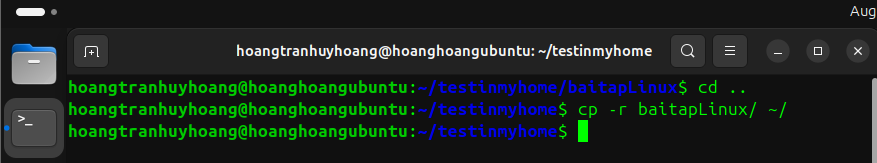 Aug
hoangtranhuyhoang@hoanghoangubuntu: ~/testinmyhome
hoangtranhuyhoang@hoanghoangubuntu:~/testinmyhome/baitapLinux$ cd ..
hoangtranhuyhoang@hoanghoangubuntu:~/testinmyhome$ cp -r baitapLinux/ ~/
hoangtranhuyhoang@hoanghoangubuntu:~/testinmyhome$
>_